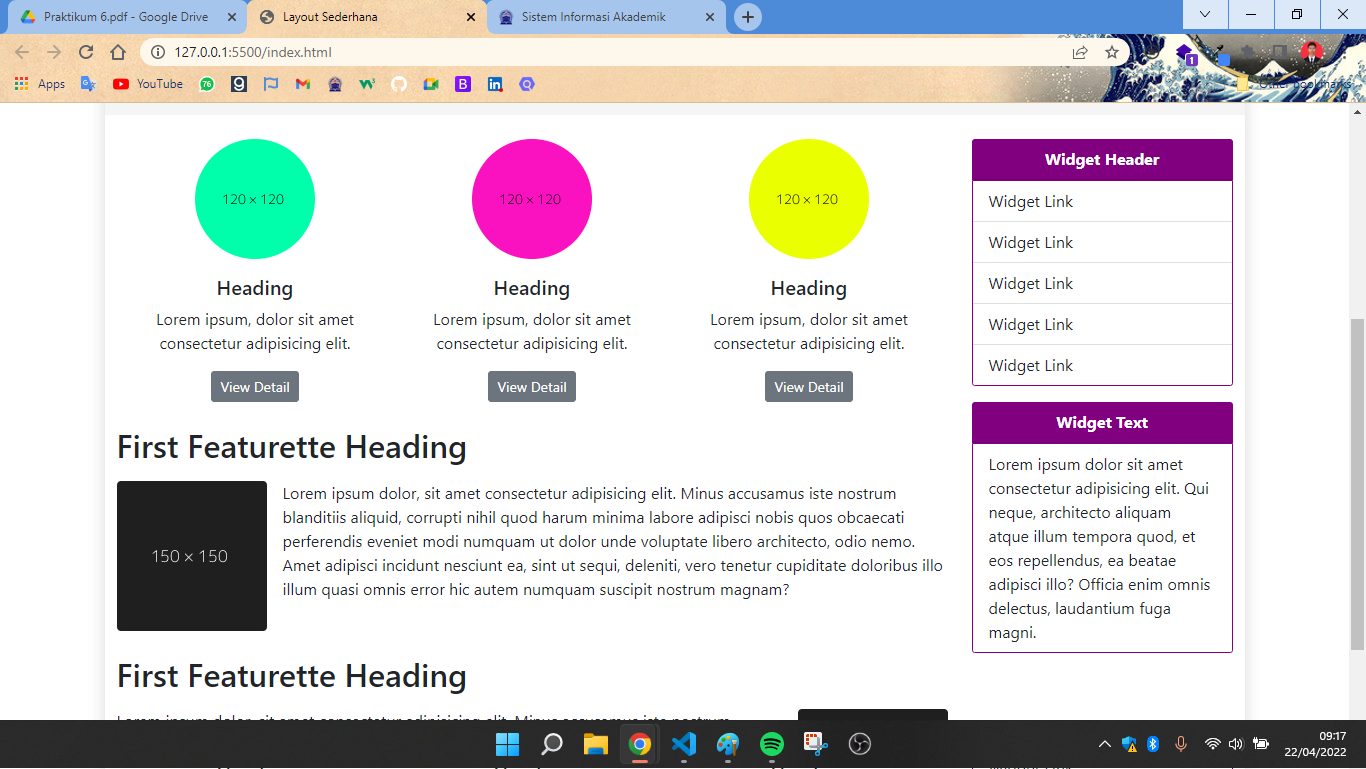 Praktikum 6.pdf - Google Drive
Layout Sederhana
Sistem Informasi Akademik
127.0.0.1:5500/index.html
1
Apps
YouTube
76
Other bookmarks
120 × 120
120 × 120
120 × 120
Heading
Heading
Heading
Lorem ipsum, dolor sit amet
consectetur adipisicing elit.
Lorem ipsum, dolor sit amet
consectetur adipisicing elit.
Lorem ipsum, dolor sit amet
consectetur adipisicing elit.
View Detail
View Detail
View Detail
First Featurette Heading
150 × 150
Lorem ipsum dolor, sit amet consectetur adipisicing elit. Minus accusamus iste nostrum
blanditiis aliquid, corrupti nihil quod harum minima labore adipisci nobis quos obcaecati
perferendis eveniet modi numquam ut dolor unde voluptate libero architecto, odio nemo.
Amet adipisci incidunt nesciunt ea, sint ut sequi, deleniti, vero tenetur cupiditate doloribus illo
illum quasi omnis error hic autem numquam suscipit nostrum magnam?
First Featurette Heading
Lorem ipsum dolor, sit amet consectetur adipisicing elit. Minus accusamus iste nostrum
Widget Header
Widget Link
Widget Link
Widget Link
Widget Link
Widget Link
Widget Text
Lorem ipsum dolor sit amet
consectetur adipisicing elit. Qui
neque, architecto aliquam
atque illum tempora quod, et
eos repellendus, ea beatae
adipisci illo? Officia enim omnis
delectus, laudantium fuga
magni.
09:17
22/04/2022